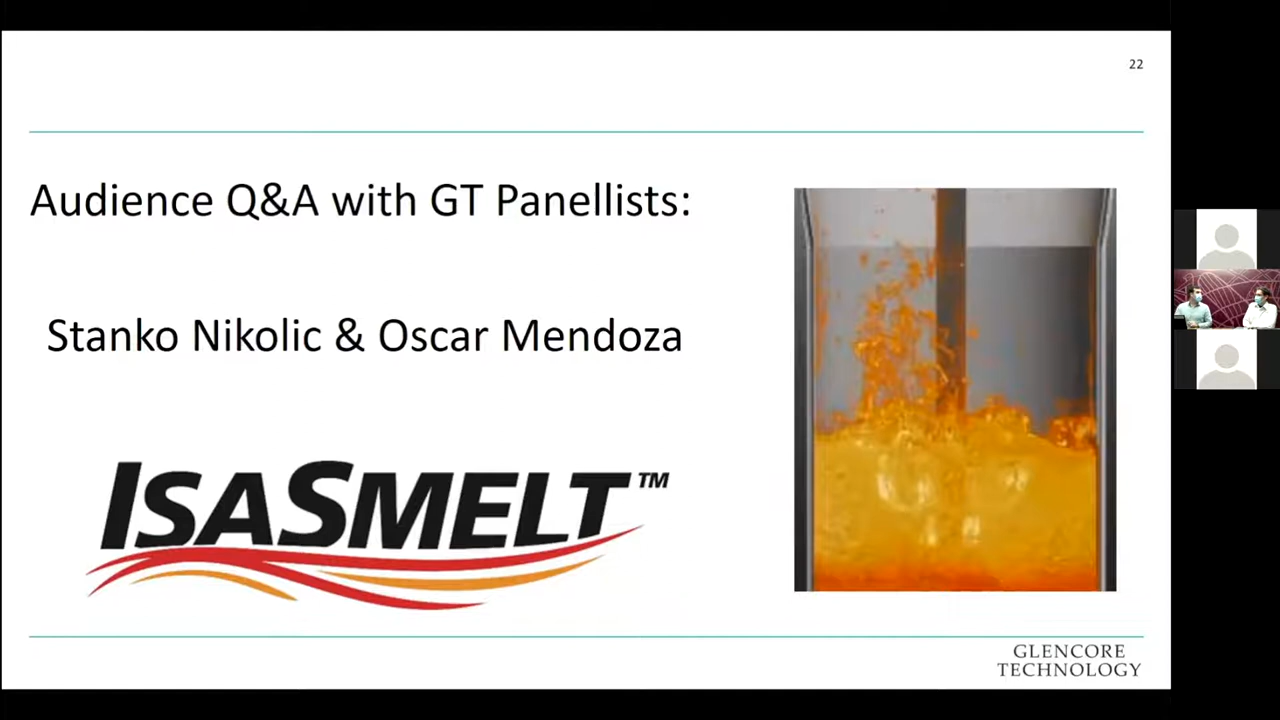 22
Audience Q&A with GT Panellists:
Stanko Nikolic & Oscar Mendoza
ISASMELT™
GLENCORE
TECHNOLOGY